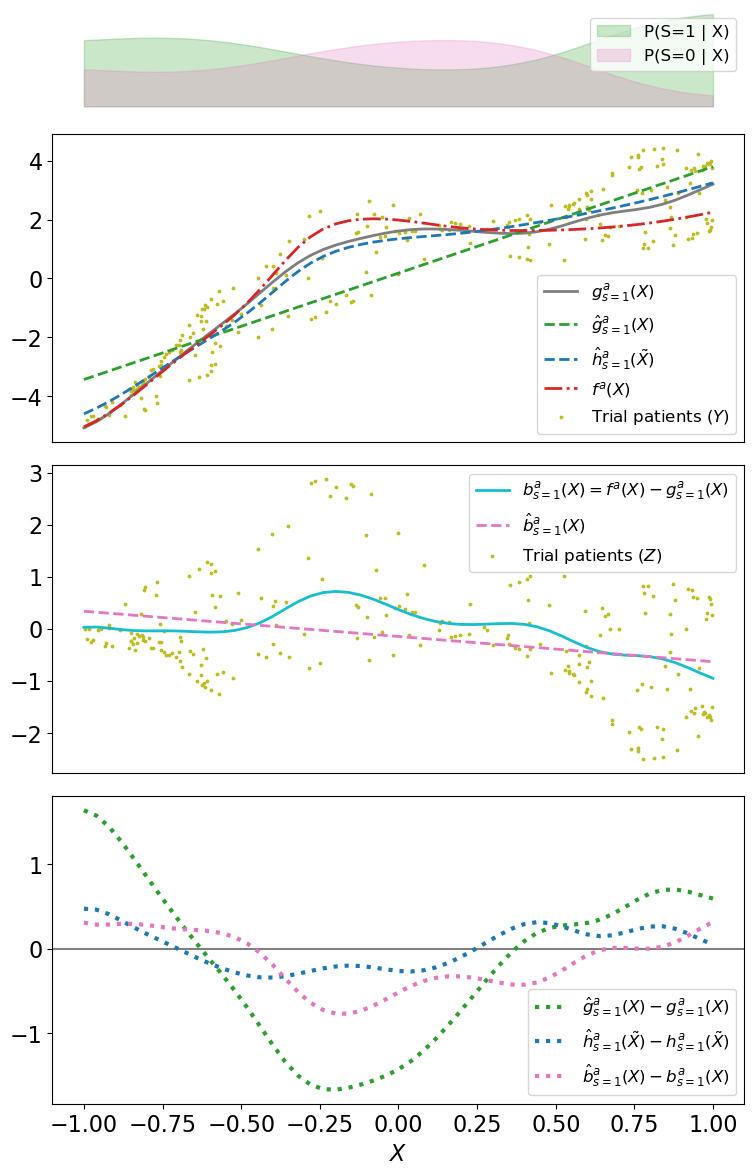 P(S=1 | X)
P(S=0 | X)
4
2
0
−2
−4
g^a_{s=1}(X)
ĝ^a_{s=1}(X)
ĥ^a_{s=1}(X̃)
f^a(X)
Trial patients (Y)
3
2
1
0
−1
−2
b^a_{s=1}(X) = f^a(X) − g^a_{s=1}(X)
b̂^a_{s=1}(X)
Trial patients (Z)
1
0
−1
ĝ^a_{s=1}(X) − g^a_{s=1}(X)
ĥ^a_{s=1}(X̃) − h^a_{s=1}(X̃)
b̂^a_{s=1}(X) − b^a_{s=1}(X)
−1.00 −0.75 −0.50 −0.25 0.00 0.25 0.50 0.75 1.00
X